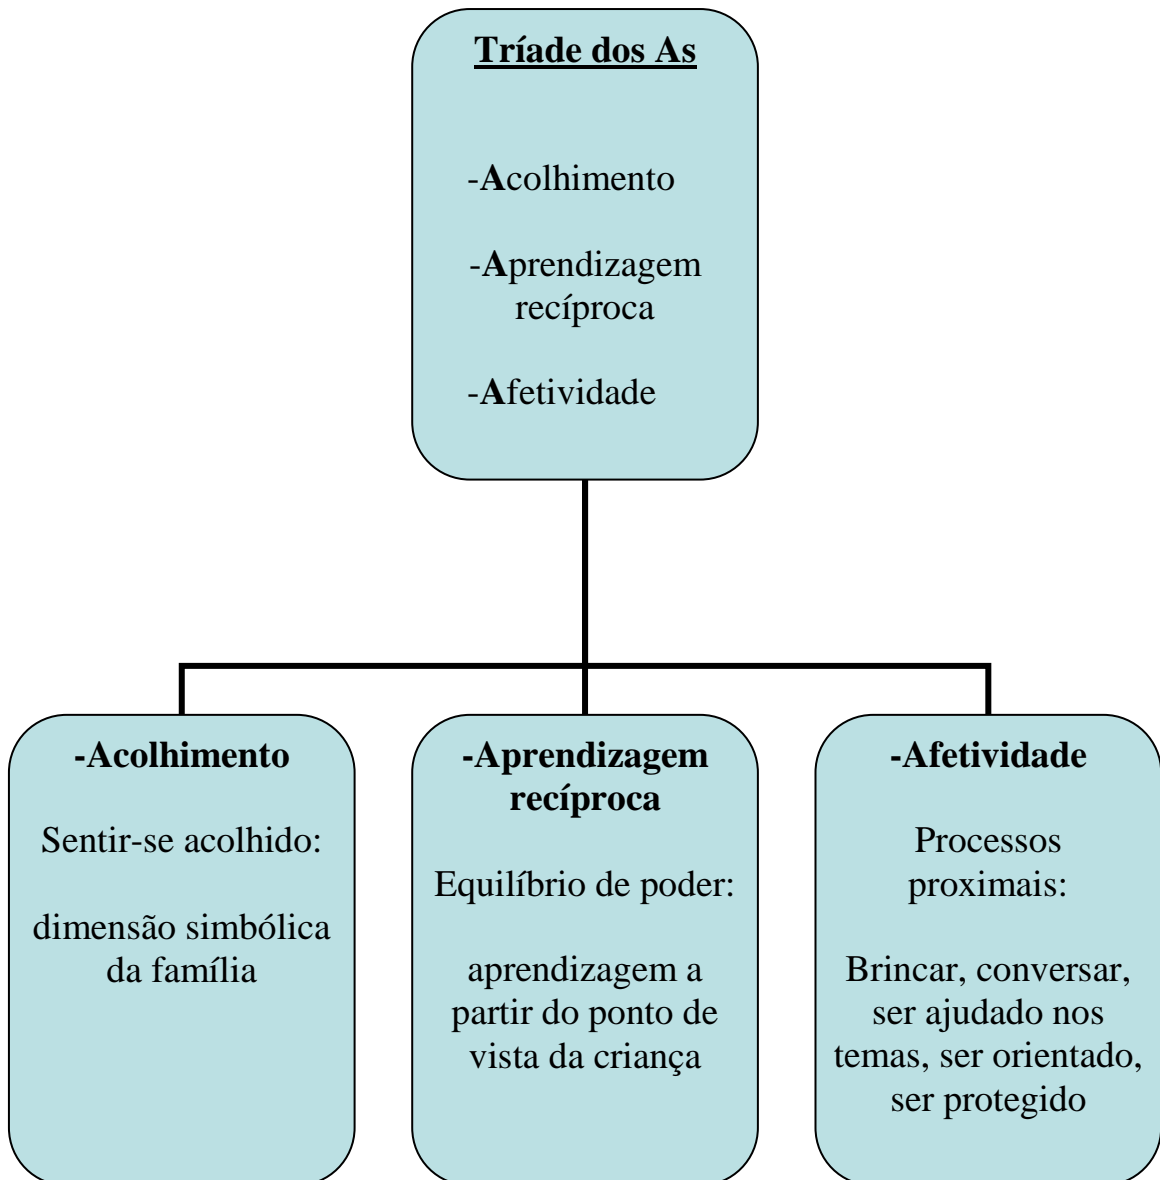 Tríade dos As
-Acolhimento
-Aprendizagem
recíproca
-Afetividade
-Acolhimento
Sentir-se acolhido:
dimensão simbólica
da família
-Aprendizagem
recíproca
Equilíbrio de poder:
aprendizagem a
partir do ponto de
vista da criança
-Afetividade
Processos
proximais:
Brincar, conversar,
ser ajudado nos
temas, ser orientado,
ser protegido